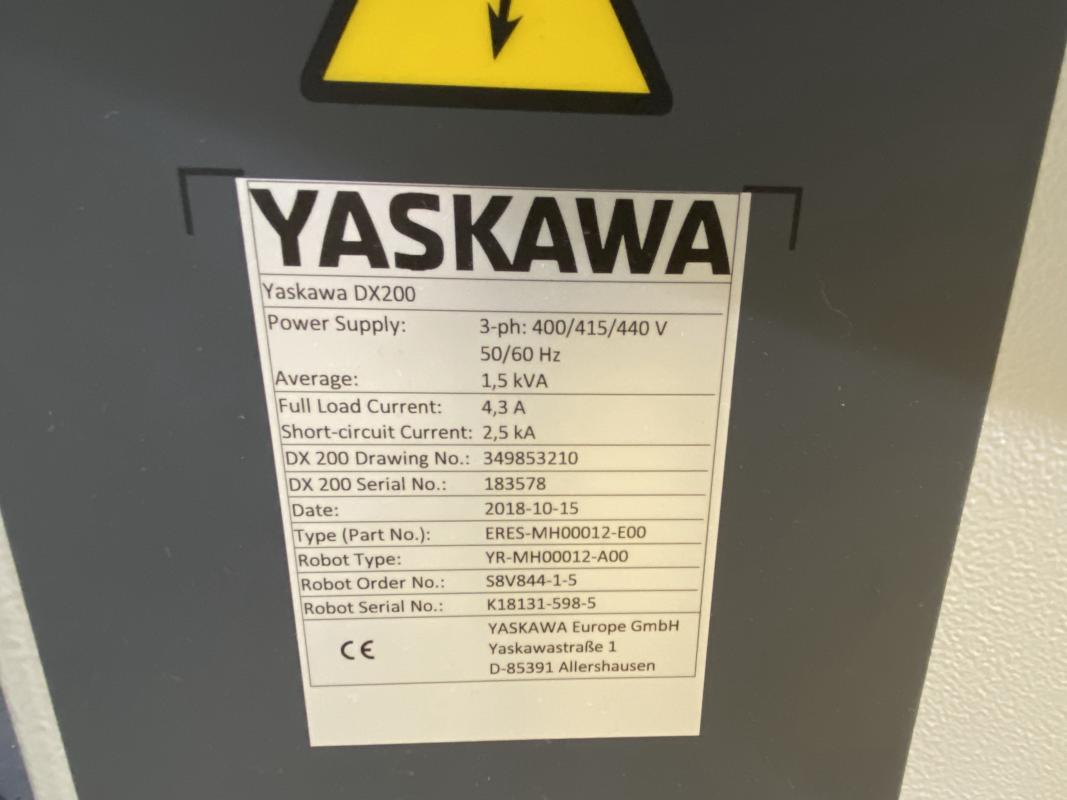 YASKAWA
Yaskawa DX200
Power Supply: 3-ph: 400/415/440 V
50/60 Hz
Average: 1,5 kVA
Full Load Current: 4,3 A
Short-circuit Current: 2,5 kA
DX 200 Drawing No.: 349853210
DX 200 Serial No.: 183578
Date: 2018-10-15
Type (Part No.): ERES-MH00012-E00
Robot Type: YR-MH00012-A00
Robot Order No.: S8V844-1-5
Robot Serial No.: K18131-598-5
YASKAWA Europe GmbH
CE Yaskawastraße 1
D-85391 Allershausen